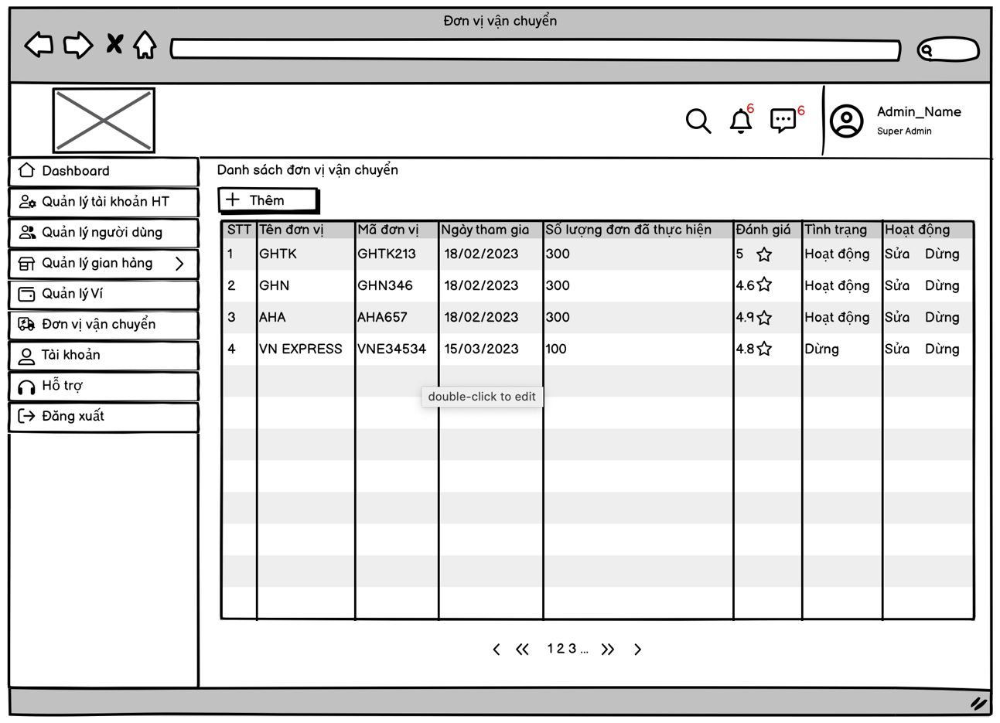 Đơn vị vận chuyển
6
6
Admin_Name
Super Admin
Dashboard
Quản lý tài khoản HT
Quản lý người dùng
Quản lý gian hàng
Quản lý Ví
Đơn vị vận chuyển
Tài khoản
Hỗ trợ
Đăng xuất
Danh sách đơn vị vận chuyển
Thêm
STT Tên đơn vị Mã đơn vị Ngày tham gia Số lượng đơn đã thực hiện Đánh giá Tình trạng Hoạt động
1 GHTK GHTK213 18/02/2023 300 5 Hoạt động Sửa Dừng
2 GHN GHN346 18/02/2023 300 4.6 Hoạt động Sửa Dừng
3 AHA AHA657 18/02/2023 300 4.9 Hoạt động Sửa Dừng
4 VN EXPRESS VNE34534 15/03/2023 100 4.8 Dừng Sửa Dừng
double-click to edit
1 2 3 ...